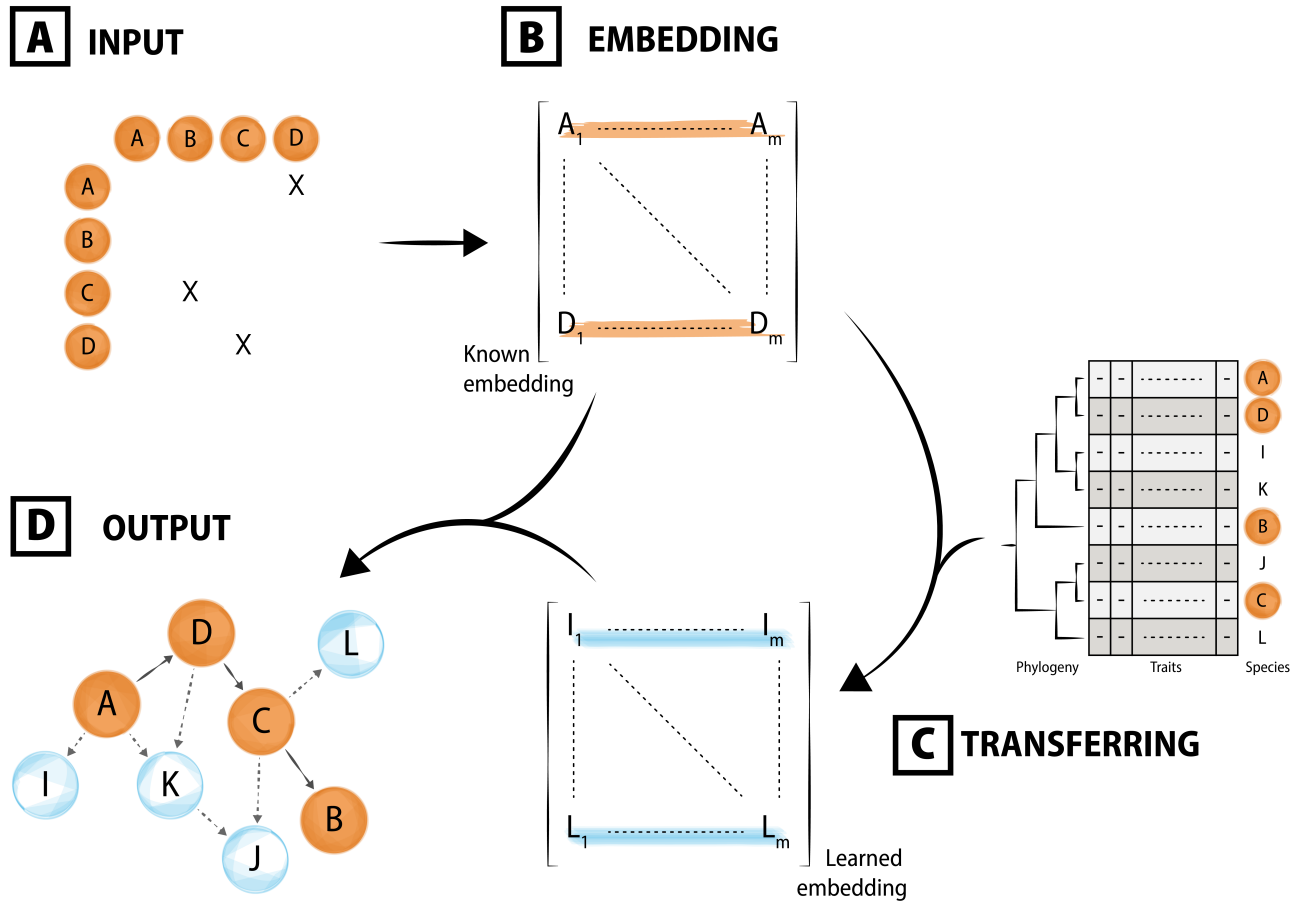 A INPUT
A B C D
A X
B
C X
D X
B EMBEDDING
A1 Am
D1 Dm
Known
embedding
A
D
I
K
B
J
C
L
Phylogeny Traits Species
C TRANSFERRING
I1 Im
L1 Lm
Learned
embedding
D OUTPUT
D
L
A
C
I
K
B
J